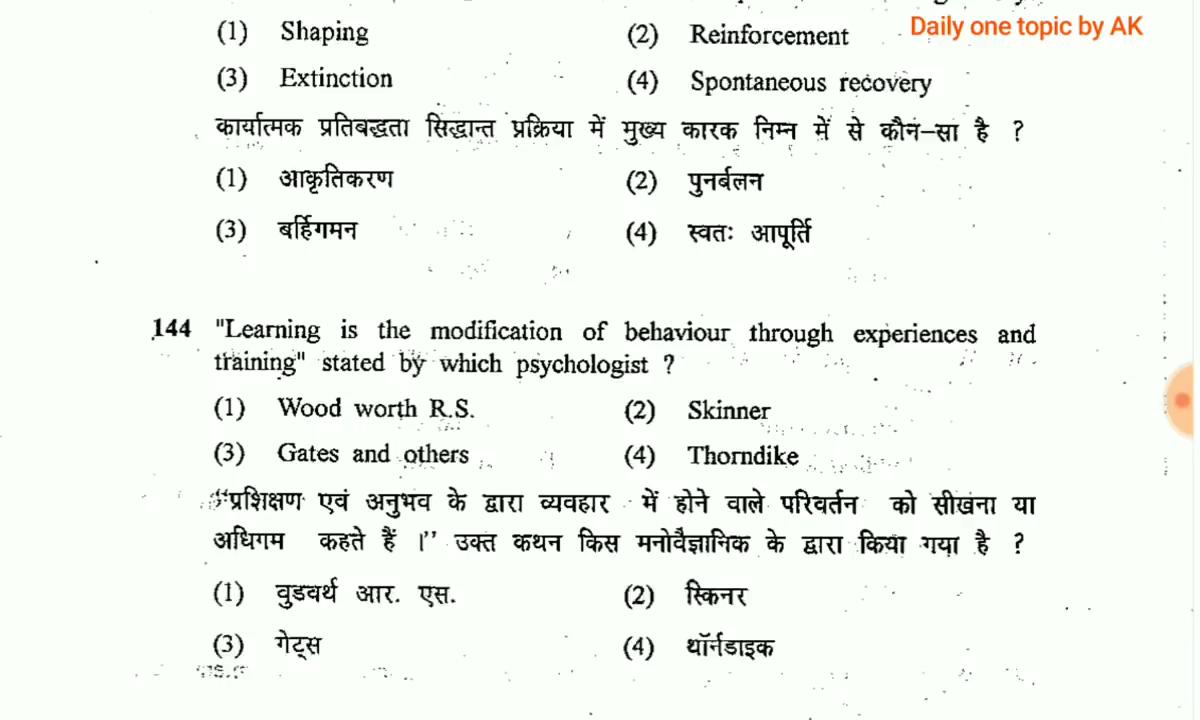 (1) Shaping (2) Reinforcement
Daily one topic by AK
(3) Extinction (4) Spontaneous recovery
कार्यात्मक प्रतिबद्धता सिद्धान्त प्रक्रिया में मुख्य कारक निम्न में से कौन-सा है ?
(1) आकृतिकरण (2) पुनर्बलन
(3) बर्हिगमन (4) स्वतः आपूर्ति
144 "Learning is the modification of behaviour through experiences and
training" stated by which psychologist ?
(1) Wood worth R.S. (2) Skinner
(3) Gates and others (4) Thorndike
“प्रशिक्षण एवं अनुभव के द्वारा व्यवहार में होने वाले परिवर्तन को सीखना या
अधिगम कहते हैं ।” उक्त कथन किस मनोवैज्ञानिक के द्वारा किया गया है ?
(1) वुडवर्थ आर. एस. (2) स्किनर
(3) गेट्स (4) थॉर्नडाइक